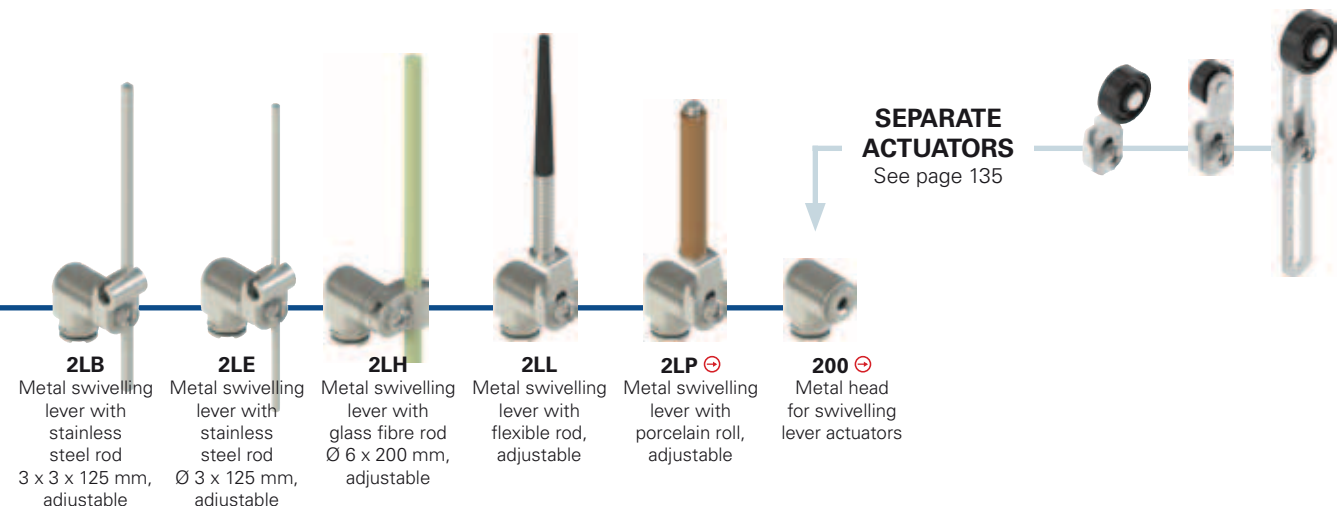 SEPARATE
ACTUATORS
See page 135
2LB
Metal swivelling
lever with
stainless
steel rod
3 x 3 x 125 mm,
adjustable
2LE
Metal swivelling
lever with
stainless
steel rod
Ø 3 x 125 mm,
adjustable
2LH
Metal swivelling
lever with
glass fibre rod
Ø 6 x 200 mm,
adjustable
2LL
Metal swivelling
lever with
flexible rod,
adjustable
2LP
Metal swivelling
lever with
porcelain roll,
adjustable
200
Metal head
for swivelling
lever actuators